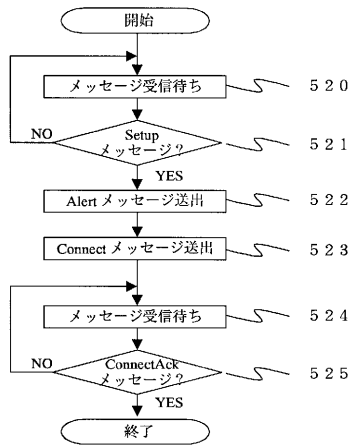 開始
メッセージ受信待ち
５２０
Setup
メッセージ？
５２１
NO
YES
Alert メッセージ送出
５２２
Connect メッセージ送出
５２３
メッセージ受信待ち
５２４
ConnectAck
メッセージ？
５２５
NO
YES
終了